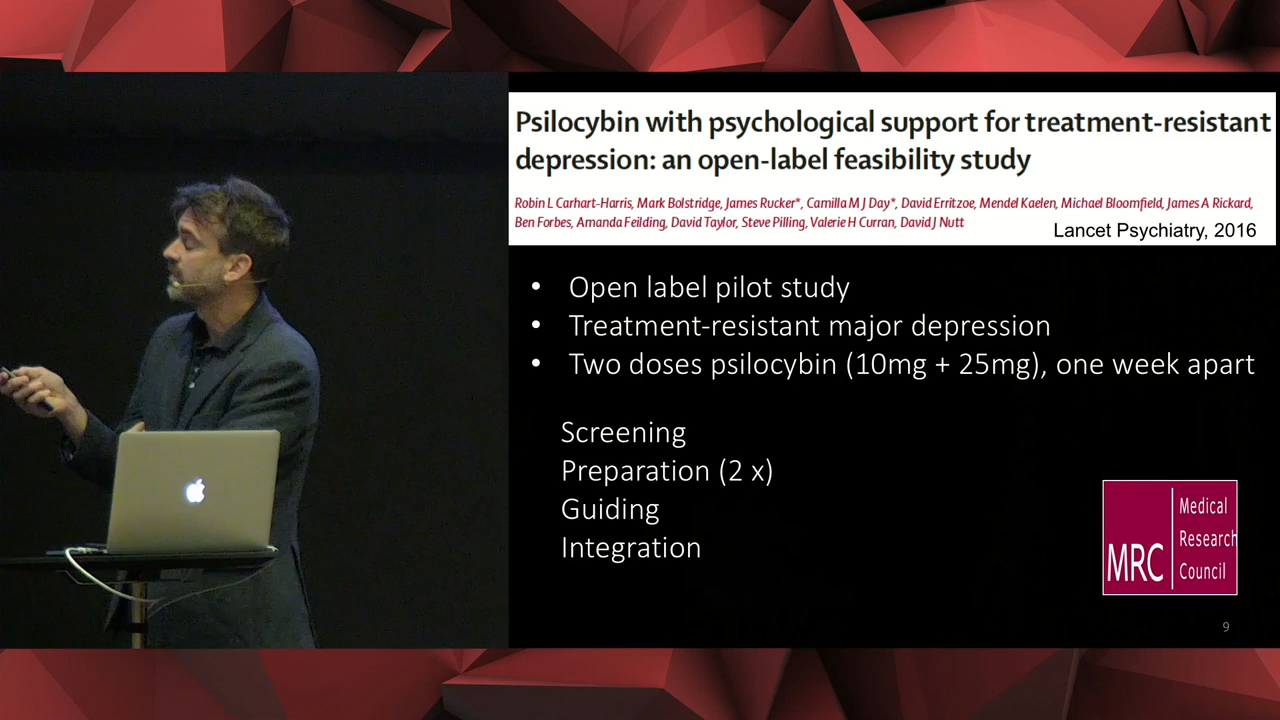 Psilocybin with psychological support for treatment-resistant
depression: an open-label feasibility study
Robin L Carhart-Harris, Mark Bolstridge, James Rucker*, Camilla M J Day*, David Erritzoe, Mendel Kaelen, Michael Bloomfield, James A Rickard,
Ben Forbes, Amanda Feilding, David Taylor, Steve Pilling, Valerie H Curran, David J Nutt
Lancet Psychiatry, 2016
• Open label pilot study
• Treatment-resistant major depression
• Two doses psilocybin (10mg + 25mg), one week apart
Screening
Preparation (2 x)
Guiding
Integration
MRC
Medical
Research
Council
9